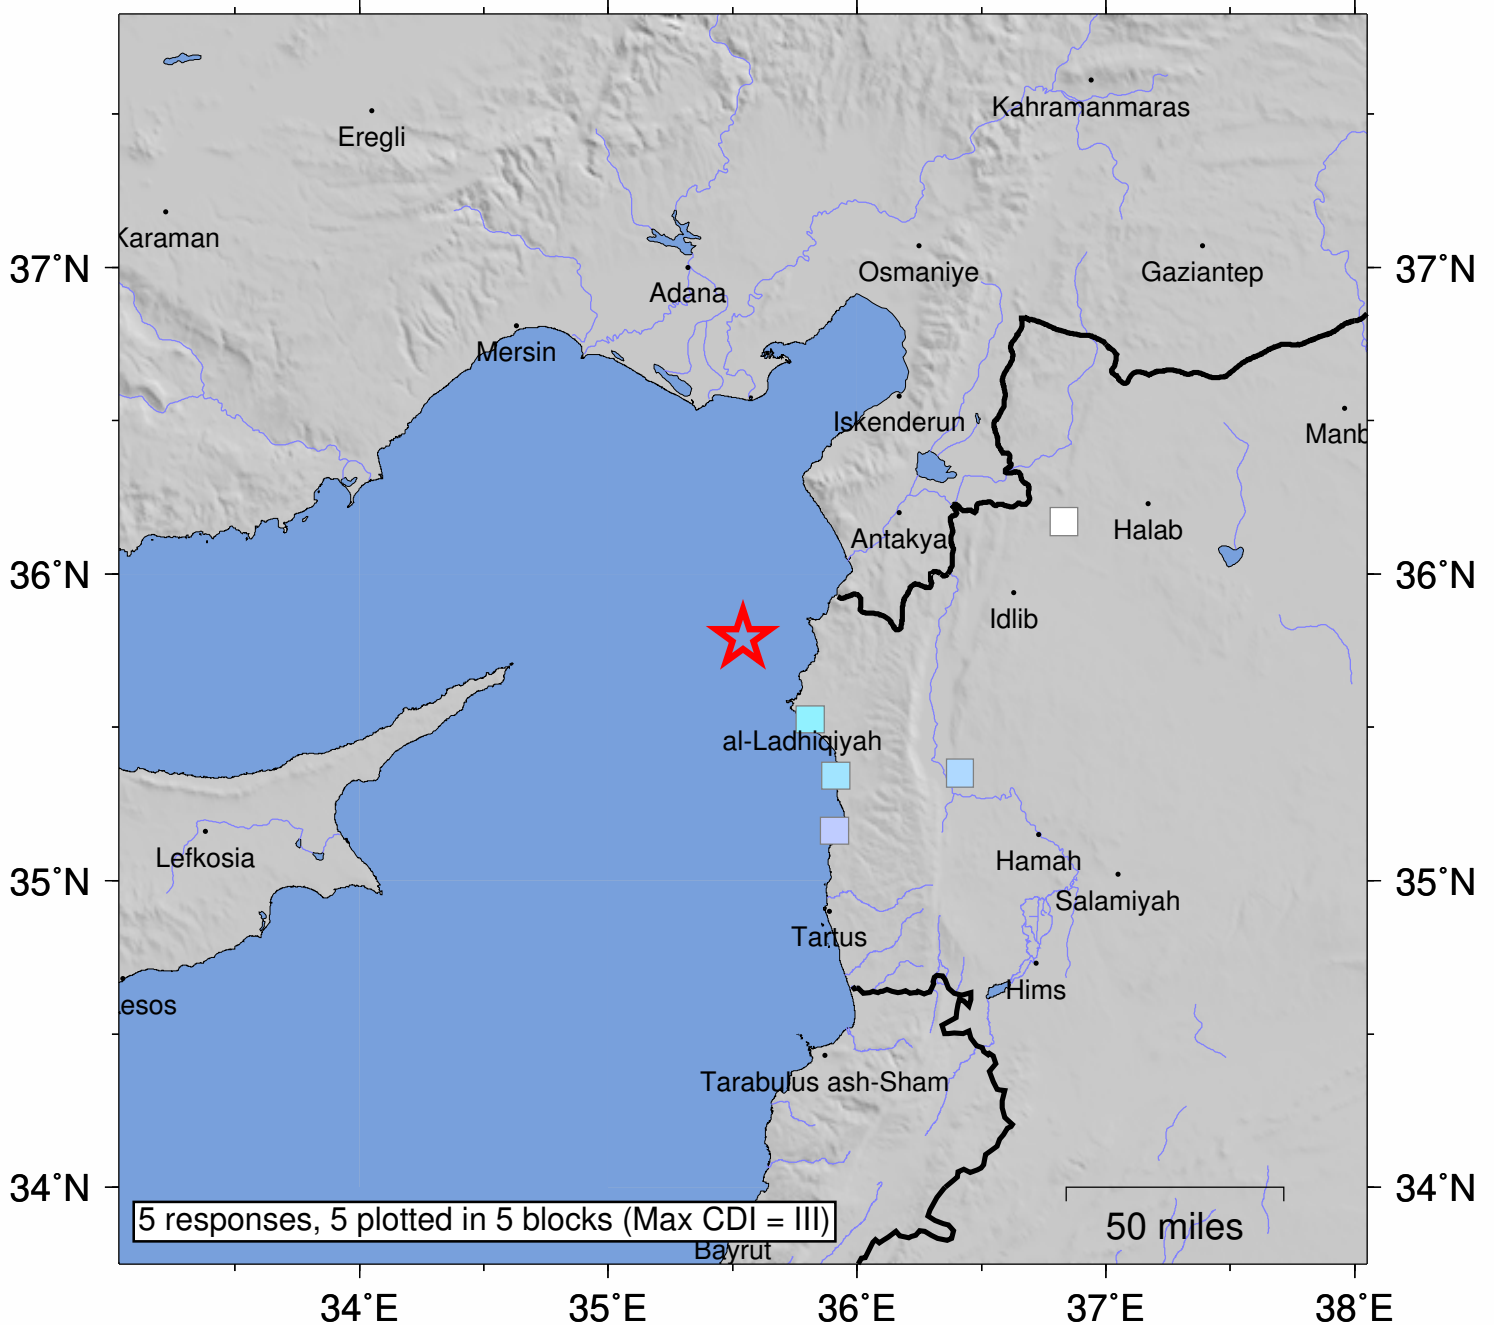 Kahramanmaras
Eregli
Karaman
37˚N
Osmaniye
Gaziantep
37˚N
Adana
Mersin
Iskenderun
Manb
Halab
Antakya
36˚N
36˚N
Idlib
al-Ladhiqiyah
Lefkosia
Hamah
35˚N
35˚N
Salamiyah
Tartus
Hims
esos
Tarabulus ash-Sham
34˚N
34˚N
5 responses, 5 plotted in 5 blocks (Max CDI = III)
50 miles
Bayrut
34˚E
35˚E
36˚E
37˚E
38˚E